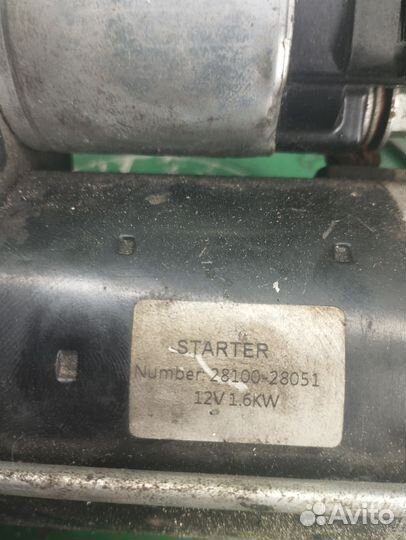 STARTER
Number: 28100-28051
12V 1.6KW
Avito